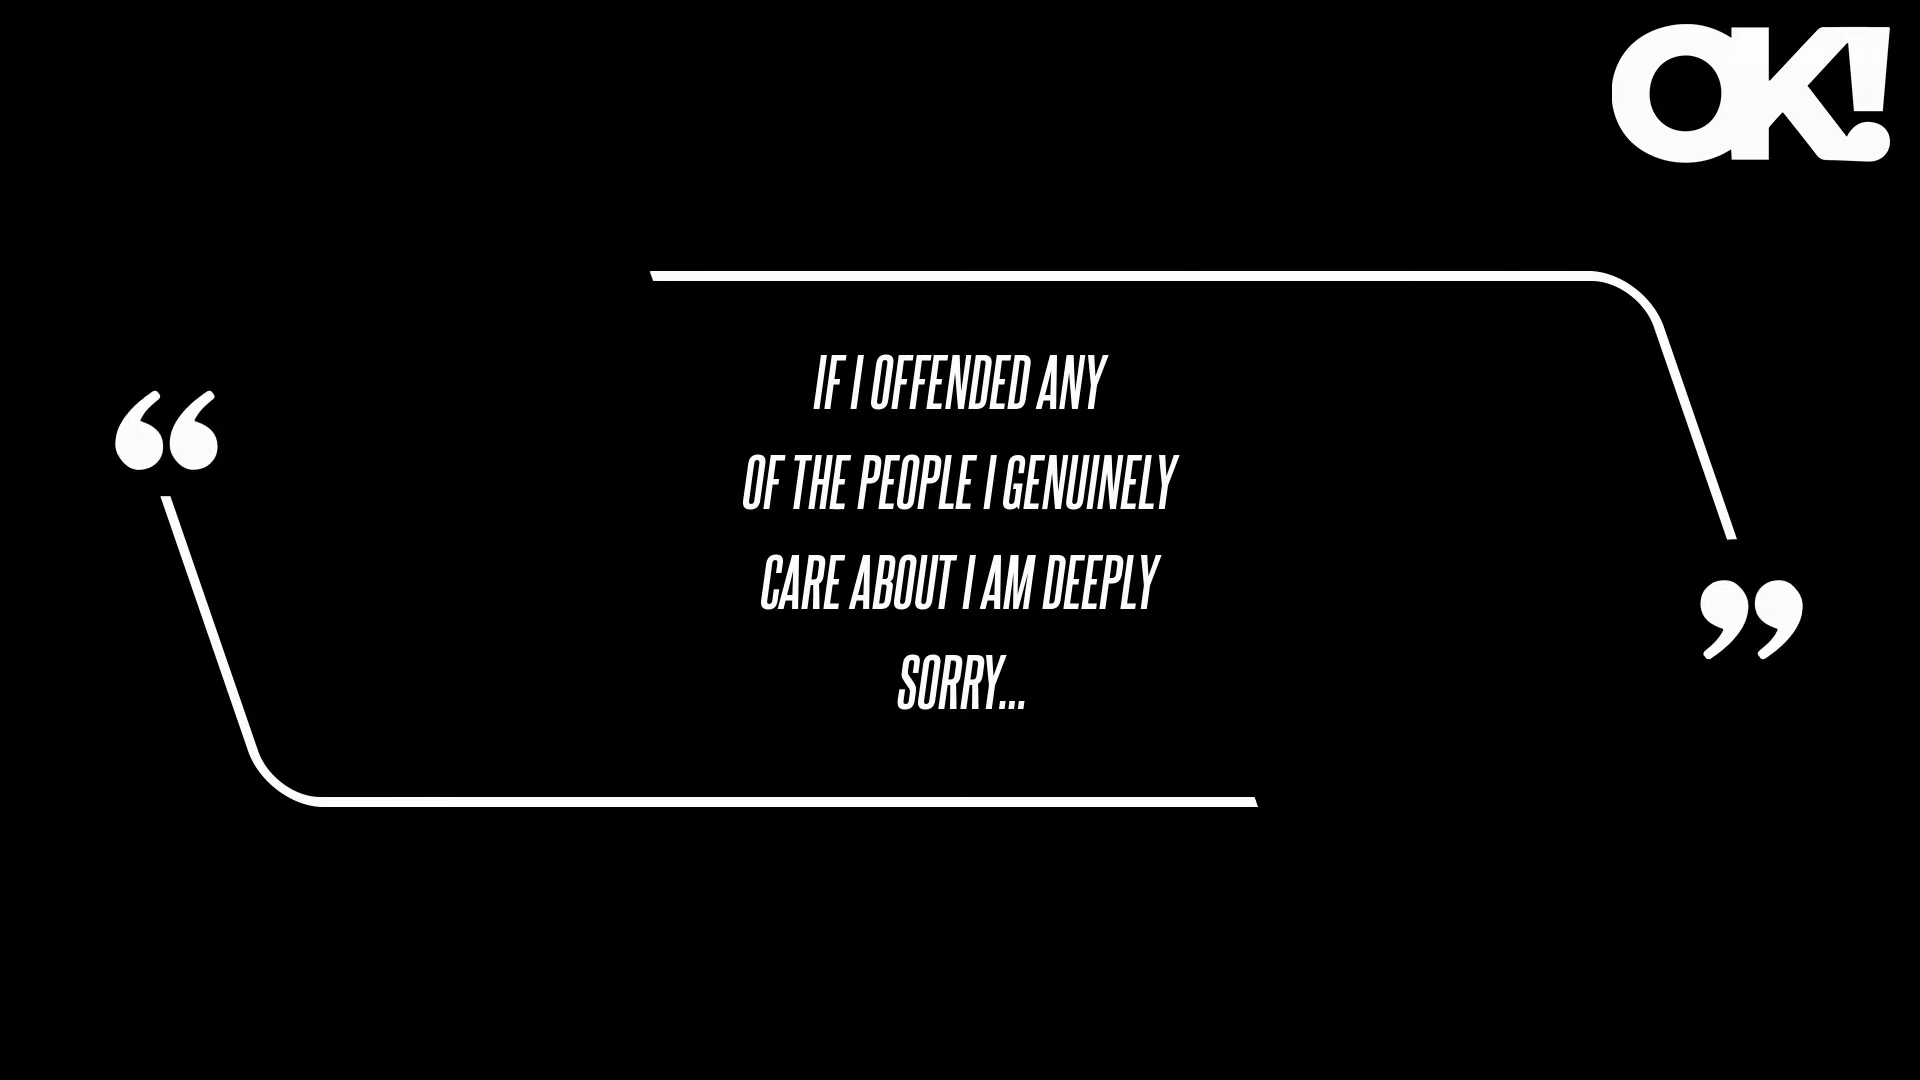 OK!
“
IF I OFFENDED ANY
OF THE PEOPLE I GENUINELY
CARE ABOUT I AM DEEPLY
SORRY...
”